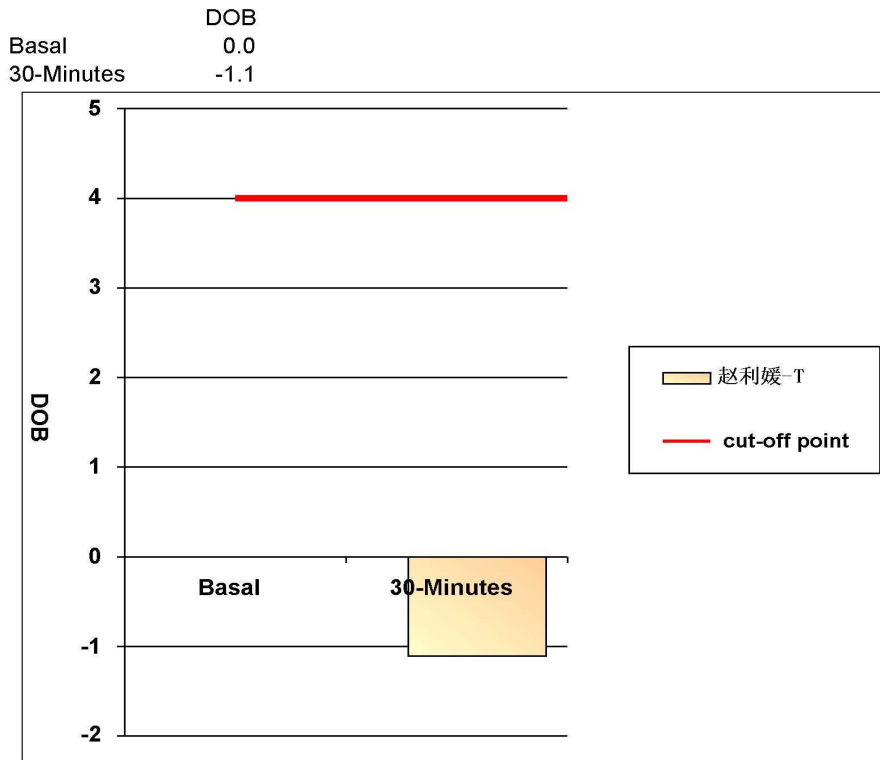 DOB
Basal 0.0
30-Minutes -1.1
5
4
3
2
1
0
-1
-2
DOB
Basal 30-Minutes
赵利媛-T
cut-off point